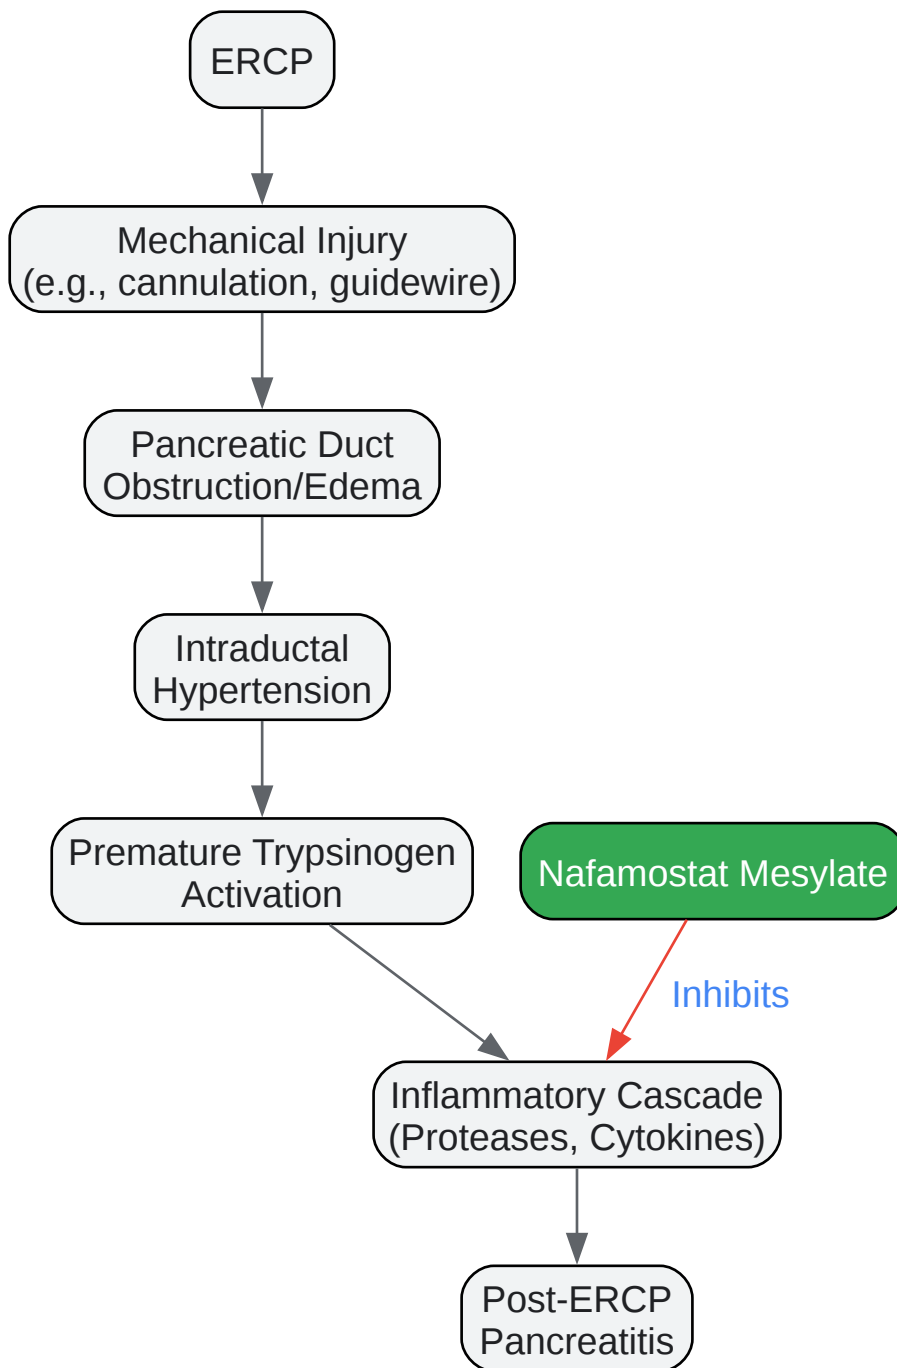 ERCP
Mechanical Injury
(e.g., cannulation, guidewire)
Pancreatic Duct
Obstruction/Edema
Intraductal
Hypertension
Premature Trypsinogen
Activation
Nafamostat Mesylate
Inhibits
Inflammatory Cascade
(Proteases, Cytokines)
Post-ERCP
Pancreatitis